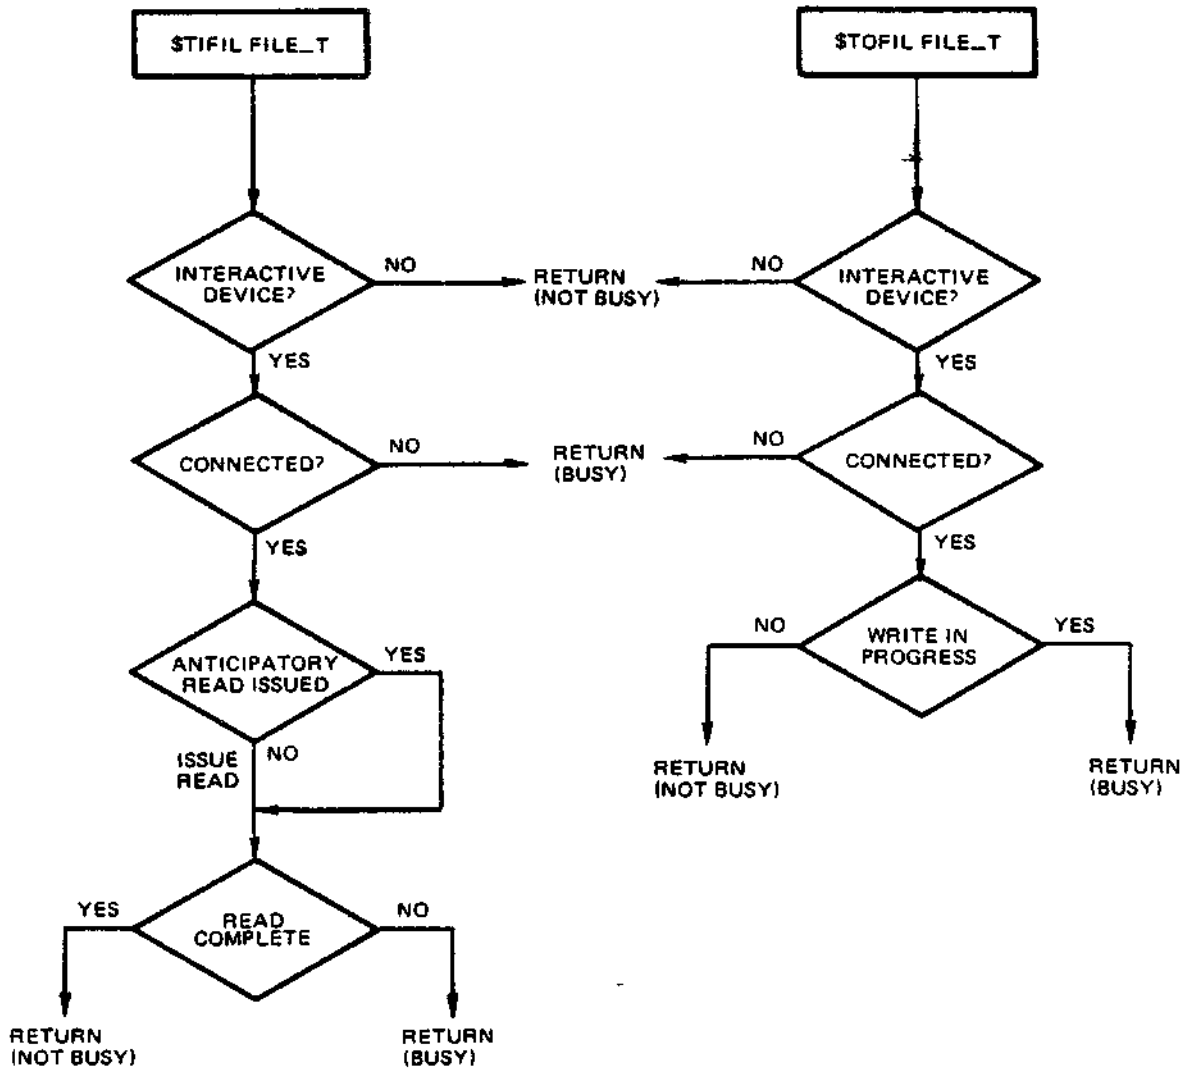 $TIFIL FILE_T
$TOFIL FILE_T
INTERACTIVE
DEVICE?
NO
RETURN
(NOT BUSY)
NO
INTERACTIVE
DEVICE?
YES
YES
CONNECTED?
NO
RETURN
(BUSY)
NO
CONNECTED?
YES
YES
ANTICIPATORY
READ ISSUED
YES
NO
WRITE IN
PROGRESS
YES
ISSUE
READ
NO
RETURN
(NOT BUSY)
RETURN
(BUSY)
YES
READ
COMPLETE
NO
RETURN
(NOT BUSY)
RETURN
(BUSY)